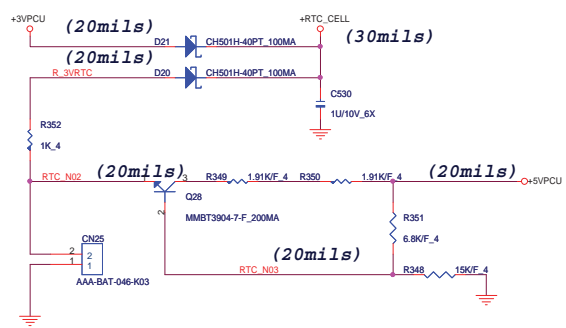 +3VPCU (20mils) +RTC_CELL
D21 CH501H-40PT_100MA (30mils)
(20mils)
R_3VRTC D20 CH501H-40PT_100MA
C530
1U/10V_6X
R352
1K_4
(20mils) (20mils)
RTC_N02 1 3 R349 1.91K/F_4 R350 1.91K/F_4 +5VPCU
Q28
2 MMBT3904-7-F_200MA R351
6.8K/F_4
CN25 (20mils)
2 2
1 1 RTC_N03 R348 15K/F_4
AAA-BAT-046-K03